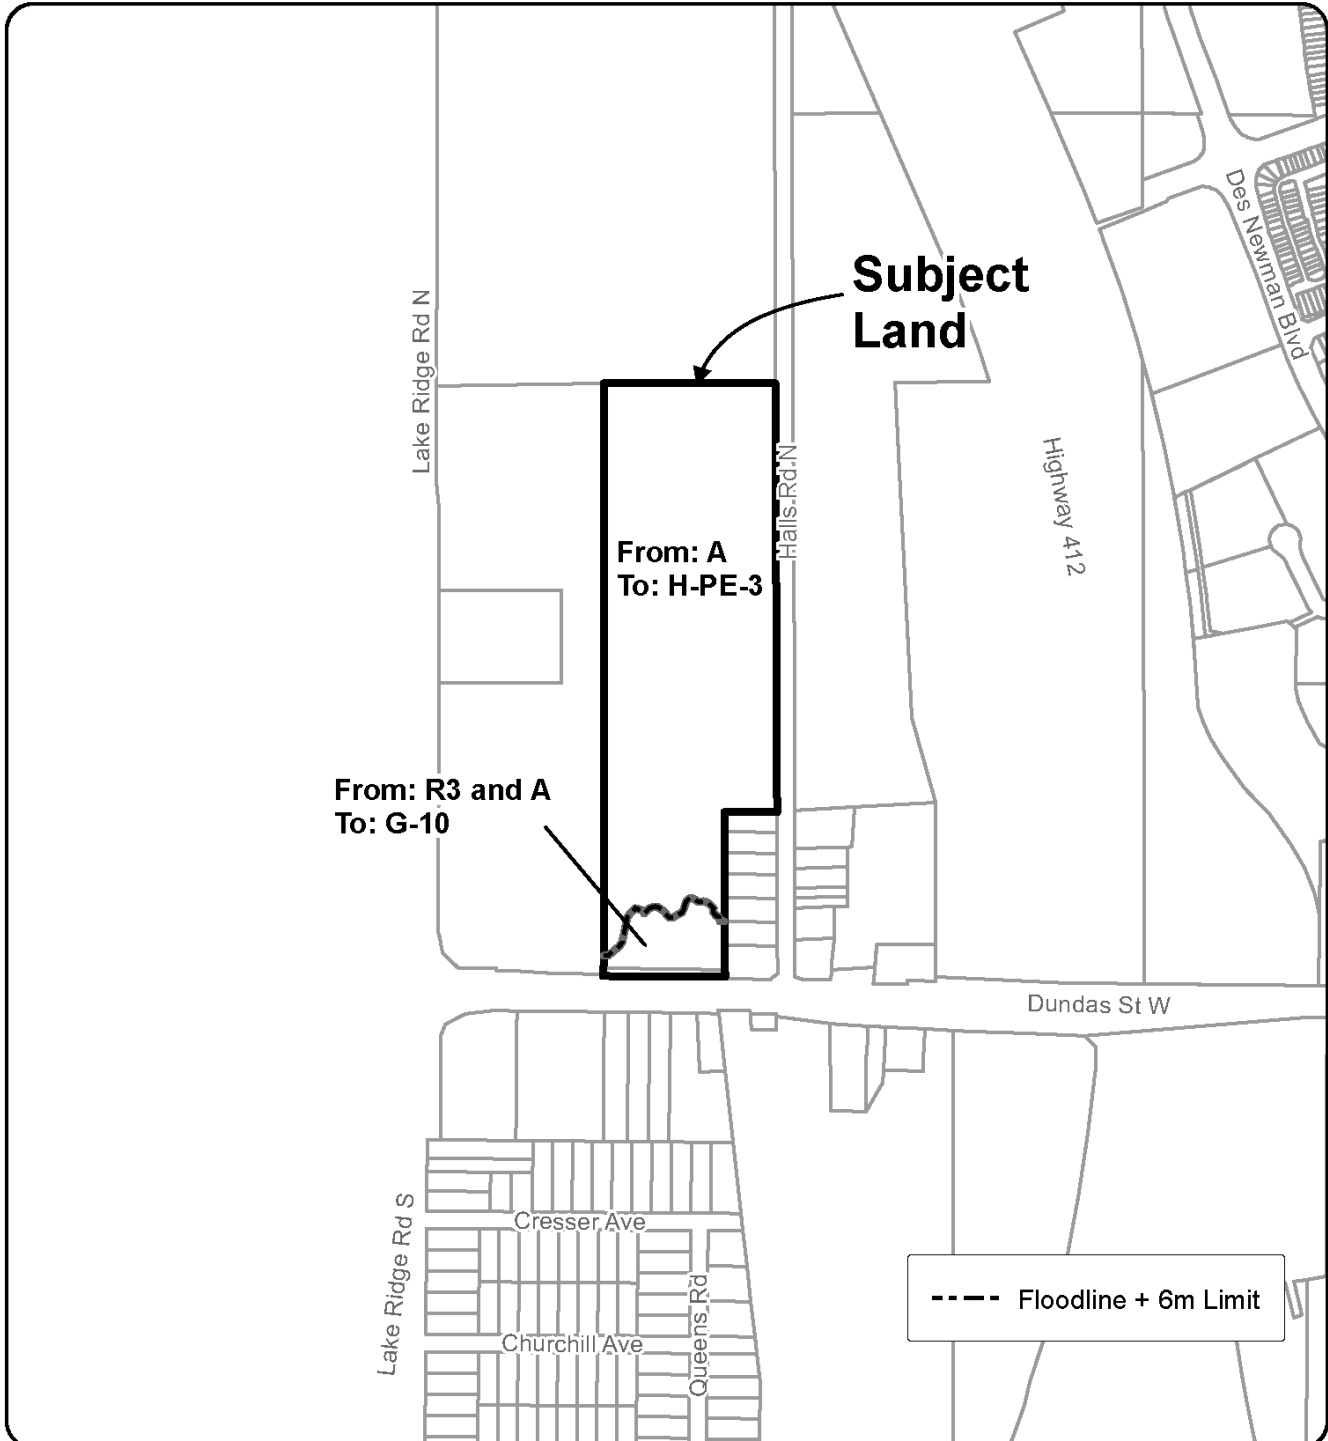 Des Newman Blvd
Subject
Land
Lake Ridge Rd N
Halls Rd N
Highway 412
From: A
To: H-PE-3
From: R3 and A
To: G-10
Dundas St W
Lake Ridge Rd S
Cresser Ave
Queens Rd
Churchill Ave
Floodline + 6m Limit